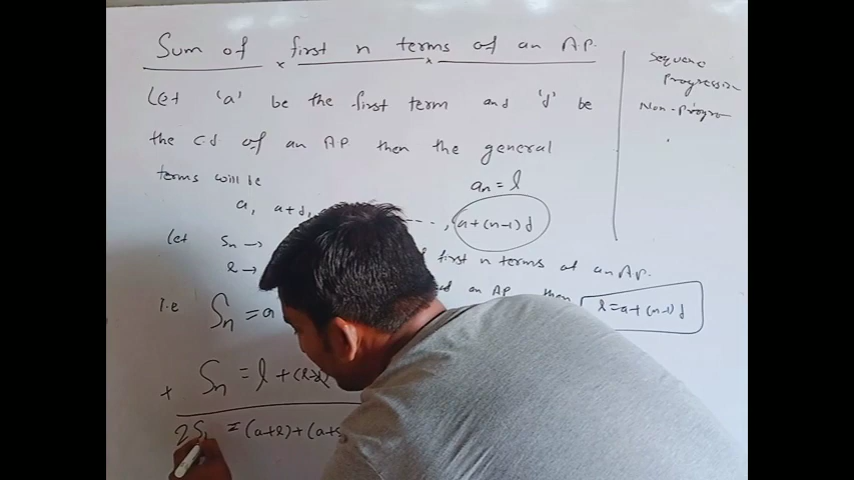 Sum of first n terms of an AP.
Let 'a' be the first term and 'd' be
the c.d of an AP then the general
terms will be
an = l
a, a+d, ---, a+(n-1)d
Let Sn → first n terms of an AP.
l → an AP then l = a+(n-1)d
I.e Sn = a
+ Sn = l +(l-d)
2S = (a+l)+(a+
Sequence
Progression
Non-Progre